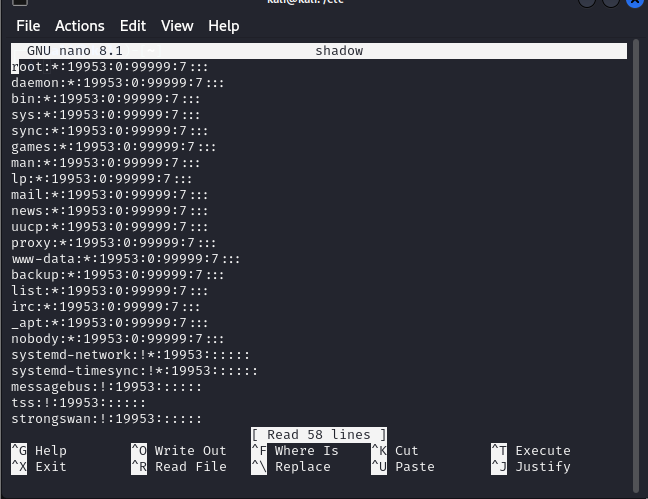 File Actions Edit View Help
GNU nano 8.1 shadow
root:*:19953:0:99999:7:::
daemon:*:19953:0:99999:7:::
bin:*:19953:0:99999:7:::
sys:*:19953:0:99999:7:::
sync:*:19953:0:99999:7:::
games:*:19953:0:99999:7:::
man:*:19953:0:99999:7:::
lp:*:19953:0:99999:7:::
mail:*:19953:0:99999:7:::
news:*:19953:0:99999:7:::
uucp:*:19953:0:99999:7:::
proxy:*:19953:0:99999:7:::
www-data:*:19953:0:99999:7:::
backup:*:19953:0:99999:7:::
list:*:19953:0:99999:7:::
irc:*:19953:0:99999:7:::
_apt:*:19953:0:99999:7:::
nobody:*:19953:0:99999:7:::
systemd-network:!*:19953::::::
systemd-timesync:!*:19953::::::
messagebus:!:19953::::::
tss:!:19953::::::
strongswan:!:19953::::::
[ Read 58 lines ]
^G Help ^O Write Out ^F Where Is ^K Cut ^T Execute
^X Exit ^R Read File ^\ Replace ^U Paste ^J Justify